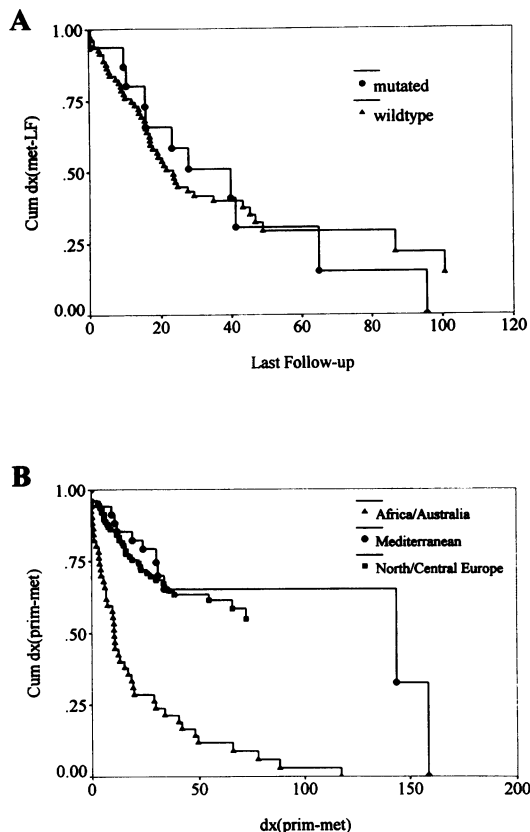 A
1.00
.75
.50
.25
0.00
Cum dx(met-LF)
mutated
wildtype
0 20 40 60 80 100 120
Last Follow-up
B
1.00
.75
.50
.25
0.00
Cum dx(prim-met)
Africa/Australia
Mediterranean
North/Central Europe
0 50 100 150 200
dx(prim-met)